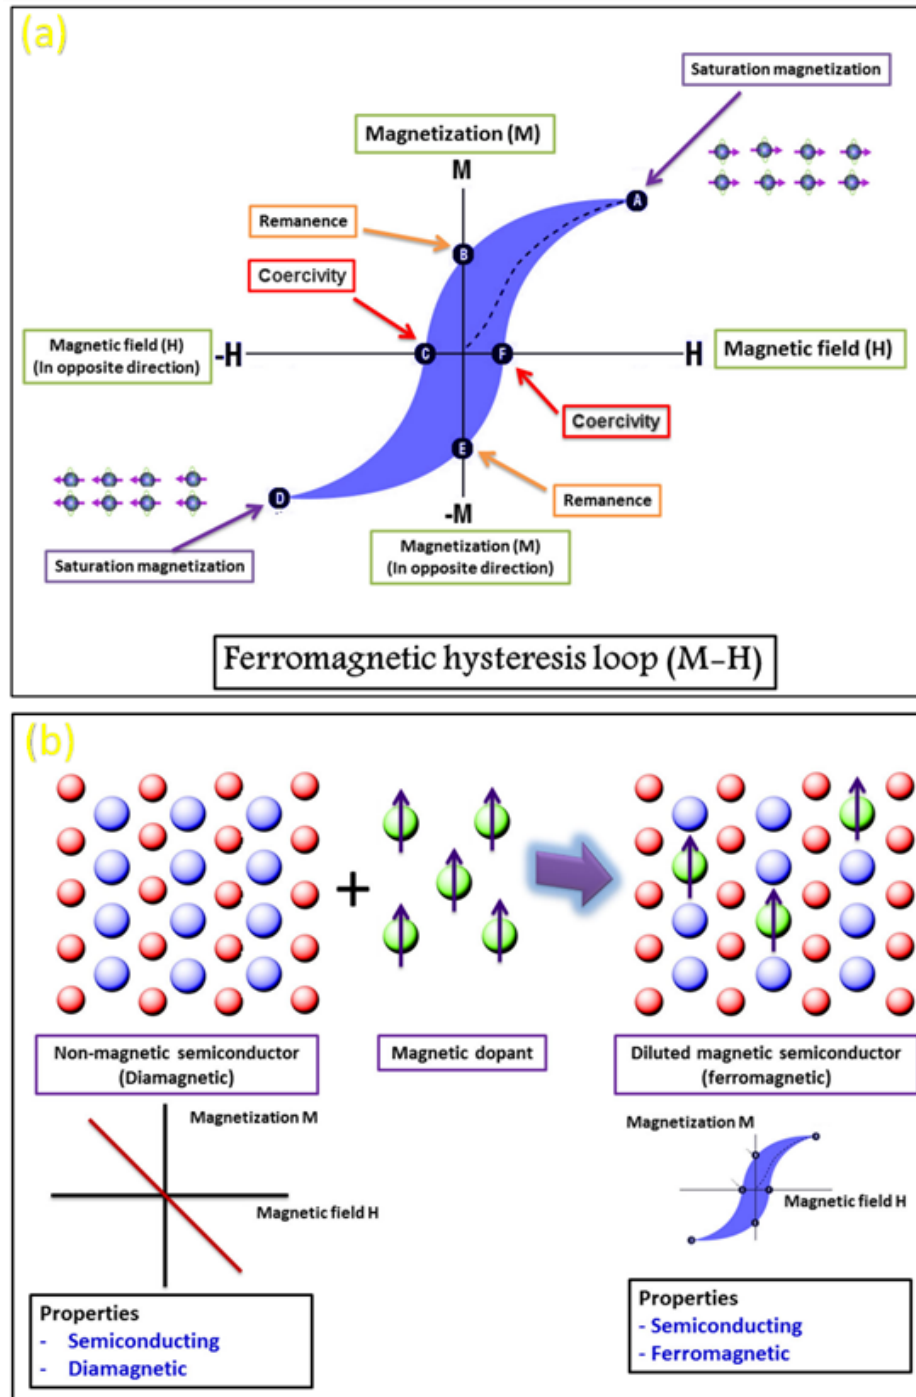 (a)
Saturation magnetization
Magnetization (M)
M
A
Remanence
B
Coercivity
Magnetic field (H)
(In opposite direction)
-H
C
F
H
Magnetic field (H)
Coercivity
E
D
Remanence
-M
Saturation magnetization
Magnetization (M)
(In opposite direction)
Ferromagnetic hysteresis loop (M-H)
(b)
+
Non-magnetic semiconductor
(Diamagnetic)
Magnetic dopant
Diluted magnetic semiconductor
(ferromagnetic)
Magnetization M
Magnetic field H
Magnetization M
Magnetic field H
Properties
- Semiconducting
- Diamagnetic
Properties
- Semiconducting
- Ferromagnetic